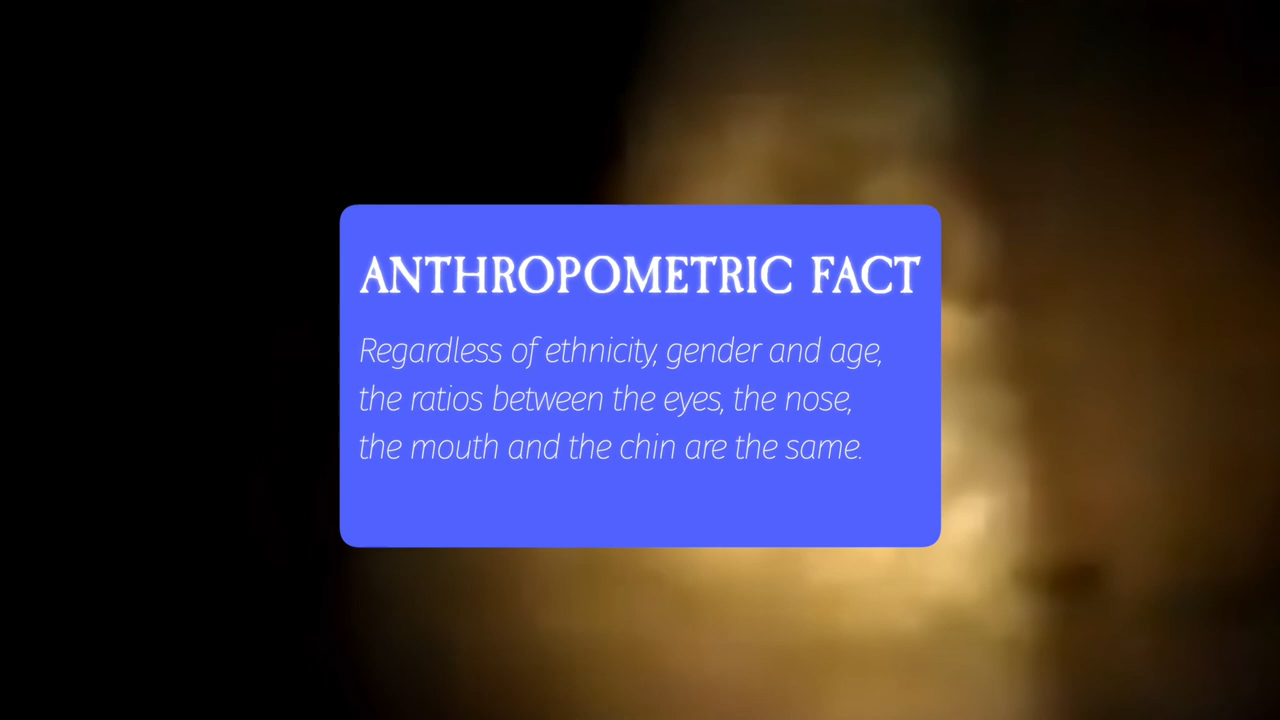 ANTHROPOMETRIC FACT
Regardless of ethnicity, gender and age,
the ratios between the eyes, the nose,
the mouth and the chin are the same.